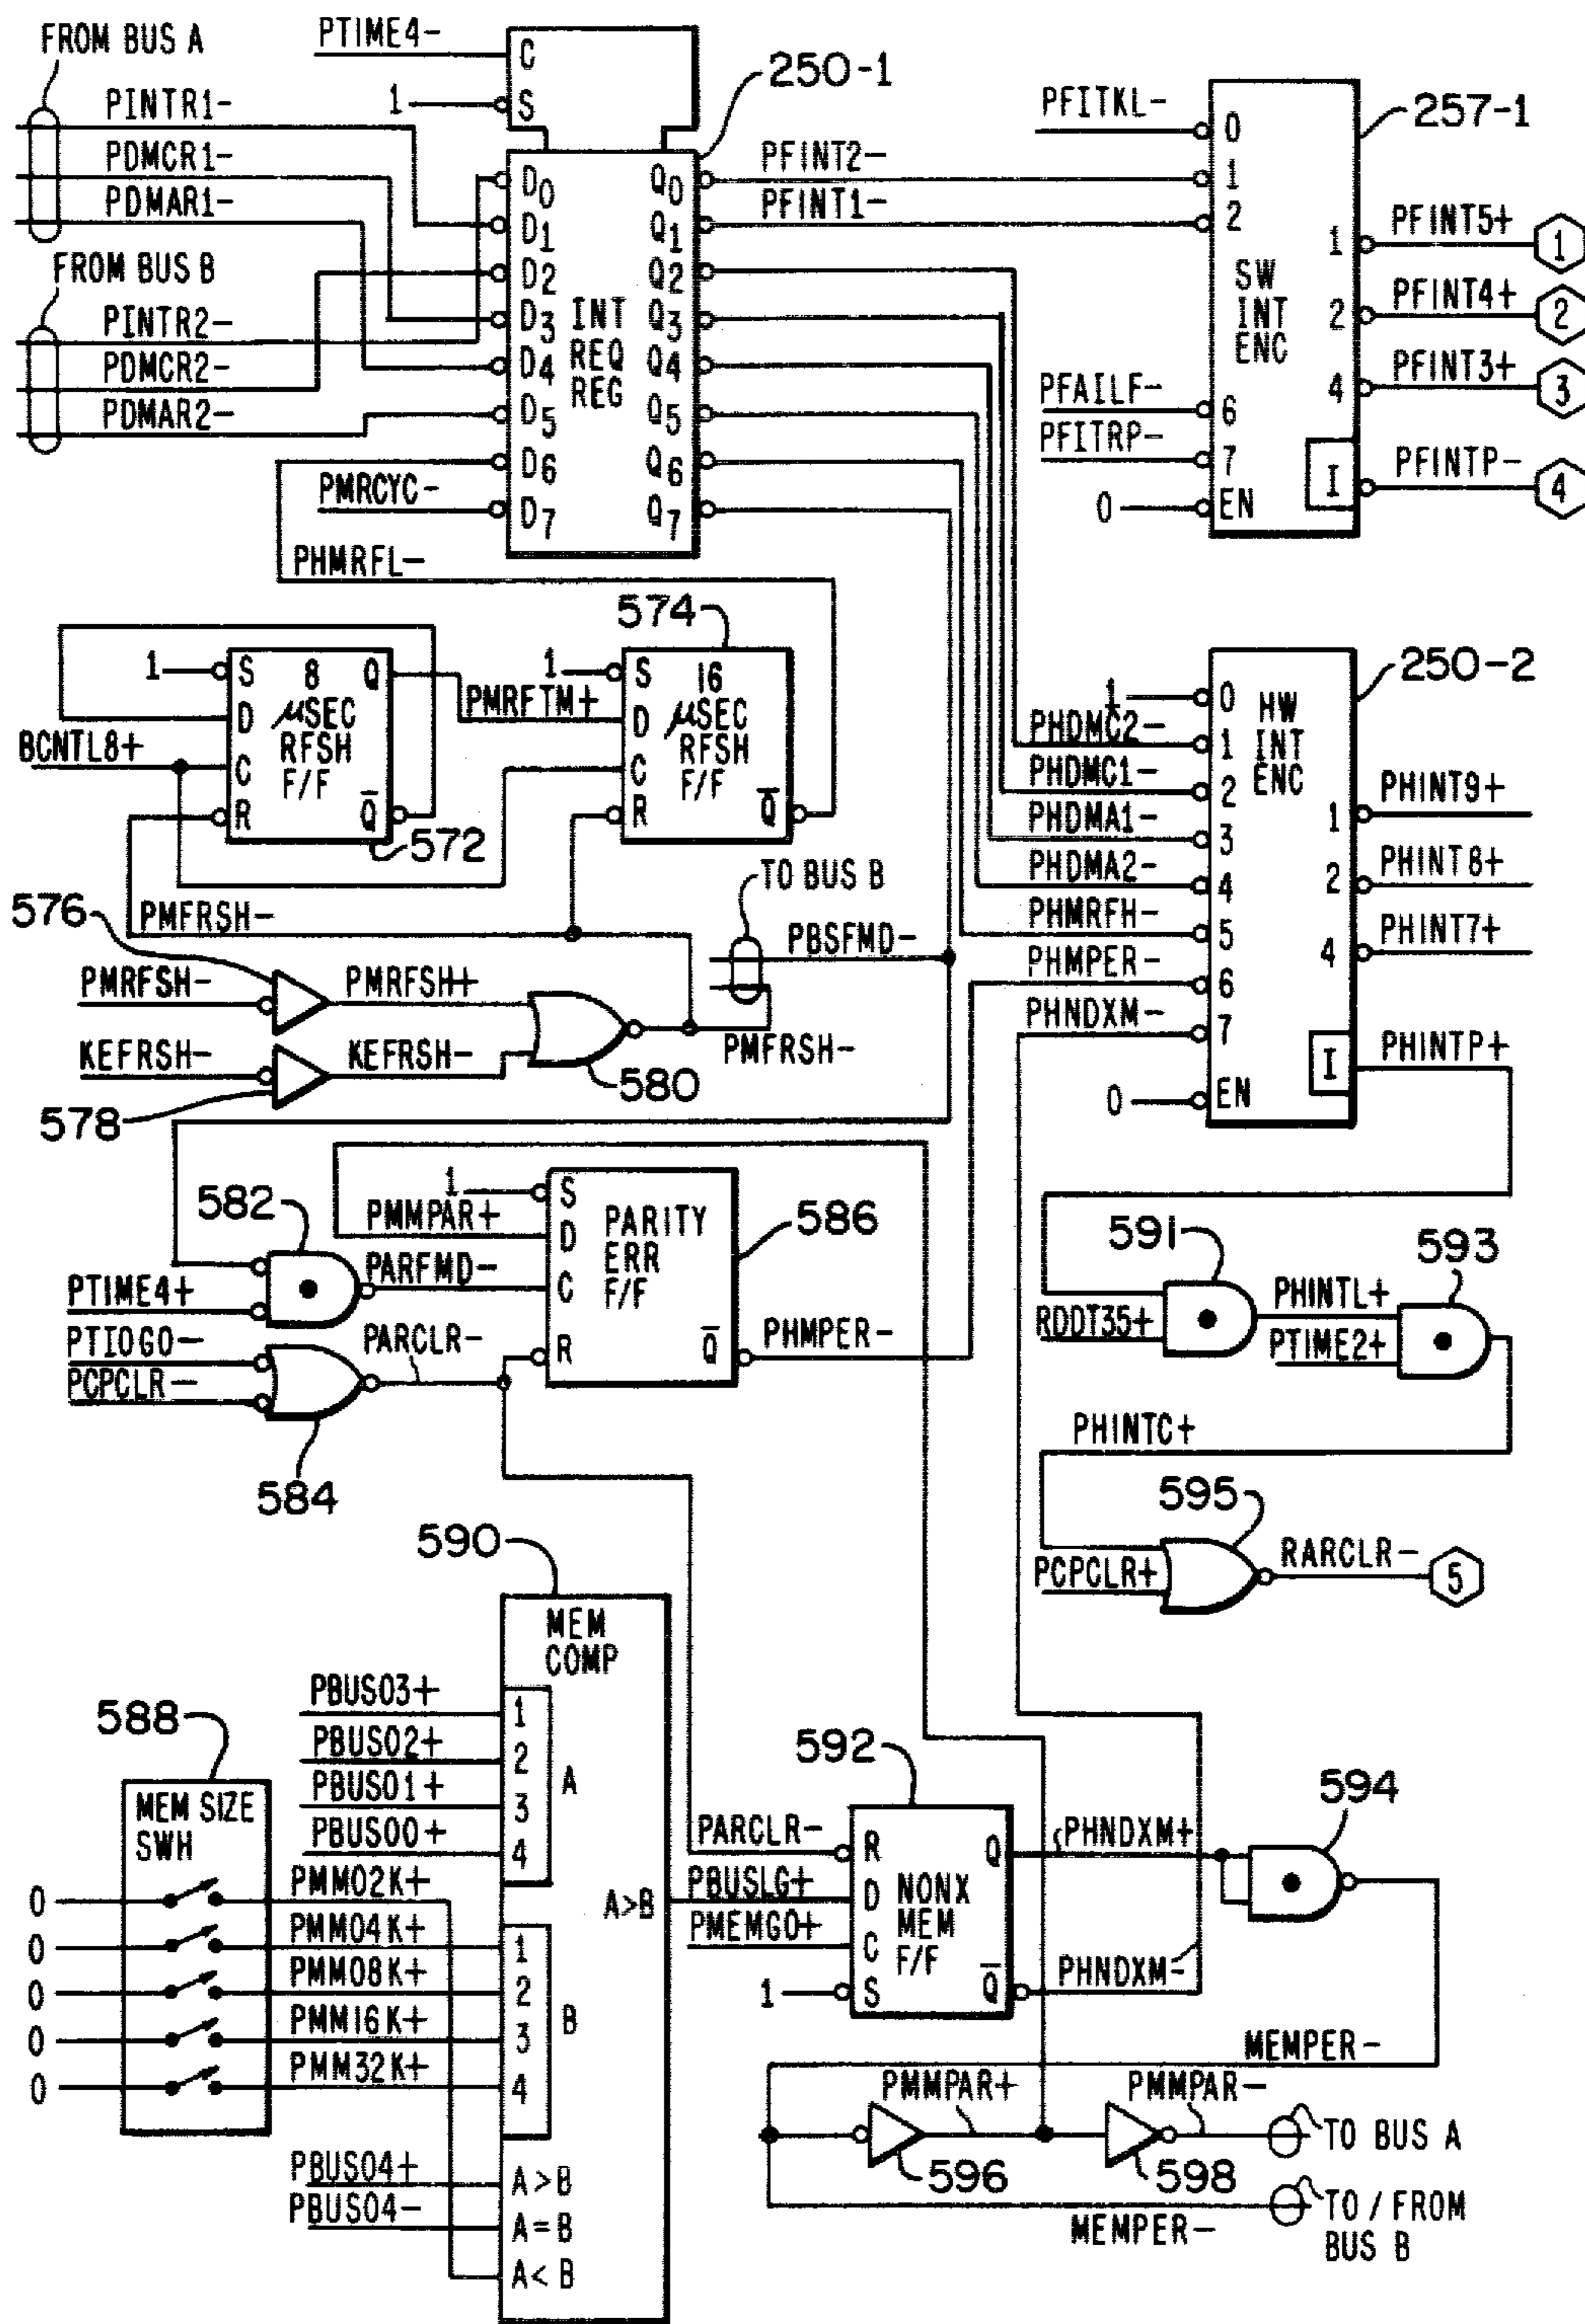 FROM BUS A
PTIME4-
C
1
S
250-1
PINTR1-
PDMCR1-
PDMAR1-
FROM BUS B
PINTR2-
PDMCR2-
PDMAR2-
PMRCYC-
PHMRFL-
D0
D1
D2
D3
D4
D5
D6
D7
INT
REQ
REG
Q0
Q1
Q2
Q3
Q4
Q5
Q6
Q7
PFINT2-
PFINT1-
PFITKL-
257-1
0
1
2
SW
INT
ENC
PFAILF-
6
PFITRP-
7
0
EN
1
2
4
I
PFINT5+
1
PFINT4+
2
PFINT3+
3
PFINTP-
4
1
S
8
μSEC
RFSH
F/F
Q
D
BCNTL8+
C
R
Q
572
574
PMRFTM+
1
S
16
μSEC
RFSH
F/F
D
C
R
Q
250-2
1
0
HW
INT
ENC
PHDMC2-
1
PHDMC1-
2
PHDMA1-
3
PHDMA2-
4
PHMRFH-
5
PHMPER-
6
PHNDXM-
7
0
EN
1
2
4
I
PHINT9+
PHINT8+
PHINT7+
PHINTP+
576
PMFRSH-
PMRFSH-
PMRFSH+
KEFRSH-
KEFRSH-
578
580
TO BUS B
PBSFMD-
PMFRSH-
582
PMMPAR+
1
S
D
C
R
PARITY
ERR
F/F
Q
586
PARFMD-
PTIME4+
PTIOGO-
PCPCLR-
PARCLR-
584
PHMPER-
591
RDDT35+
PHINTL+
593
PTIME2+
PHINTC+
595
PCPCLR+
RARCLR-
5
590
MEM
COMP
PBUS03+
1
PBUS02+
2
PBUS01+
3
PBUS00+
4
A
588
MEM SIZE
SWH
0
PMM02K+
0
PMM04K+
1
0
PMM08K+
2
0
PMM16K+
3
0
PMM32K+
4
B
A>B
PBUS04+
A>B
PBUS04-
A=B
A<B
592
PARCLR-
R
PBUSLG+
D
PMEMGO+
C
1
S
NONX
MEM
F/F
Q
Q
PHNDXM+
PHNDXM-
594
MEMPER-
PMMPAR+
596
PMMPAR-
598
TO BUS A
MEMPER-
TO / FROM
BUS B